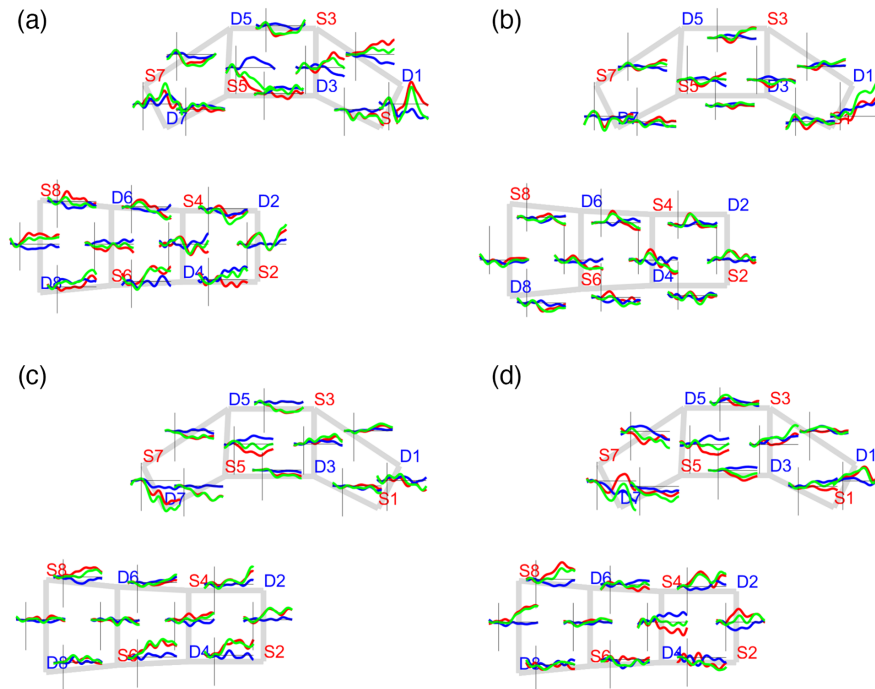 (a)
D5 S3
S7 D1
S5 D3
D7 S
S8 D6 S4 D2
D8 S6 D4 S2
(b)
D5 S3
S7 D1
S5 D3
D7
S8 D6 S4 D2
D8 S6 D4 S2
(c)
D5 S3
S7 D1
S5 D3
D7 S1
S8 D6 S4 D2
D8 S6 D4 S2
(d)
D5 S3
S7 D1
S5 D3
D7 S1
S8 D6 S4 D2
D8 S6 D4 S2